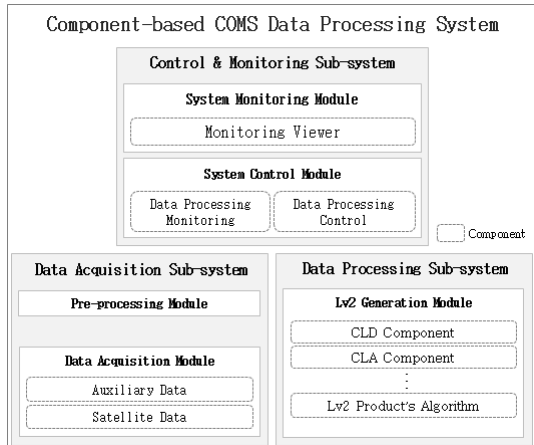 Component-based COMS Data Processing System
Control & Monitoring Sub-system
System Monitoring Module
Monitoring Viewer
System Control Module
Data Processing
Monitoring
Data Processing
Control
Component
Data Acquisition Sub-system
Pre-processing Module
Data Acquisition Module
Auxiliary Data
Satellite Data
Data Processing Sub-system
Lv2 Generation Module
CLD Component
CLA Component
⋮
Lv2 Product's Algorithm